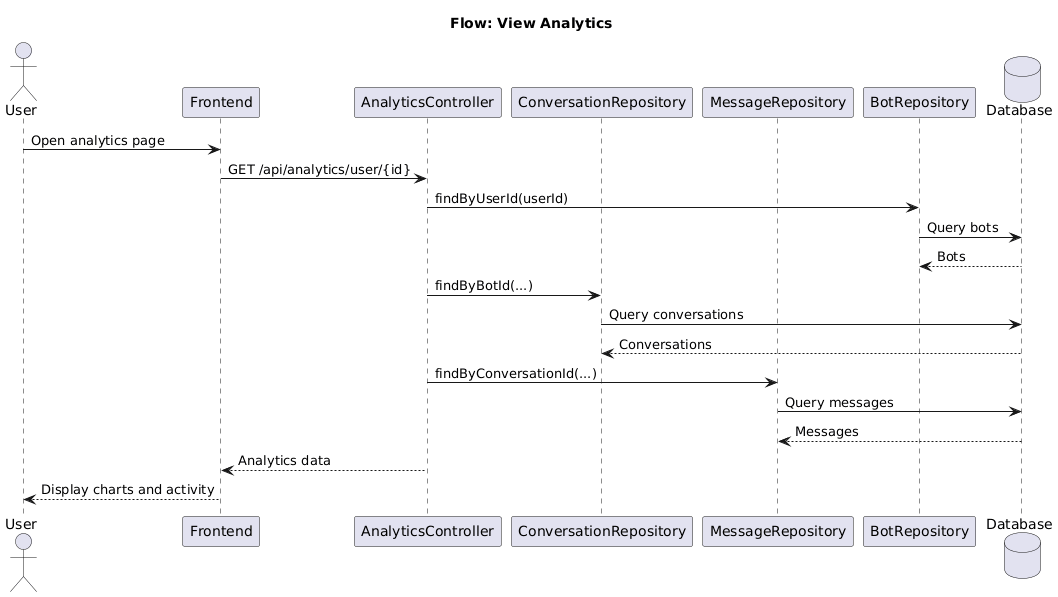 Flow: View Analytics
User
Frontend
AnalyticsController
ConversationRepository
MessageRepository
BotRepository
Database
Open analytics page
GET /api/analytics/user/{id}
findByUserId(userId)
Query bots
Bots
findByBotId(...)
Query conversations
Conversations
findByConversationId(...)
Query messages
Messages
Analytics data
Display charts and activity
User
Frontend
AnalyticsController
ConversationRepository
MessageRepository
BotRepository
Database